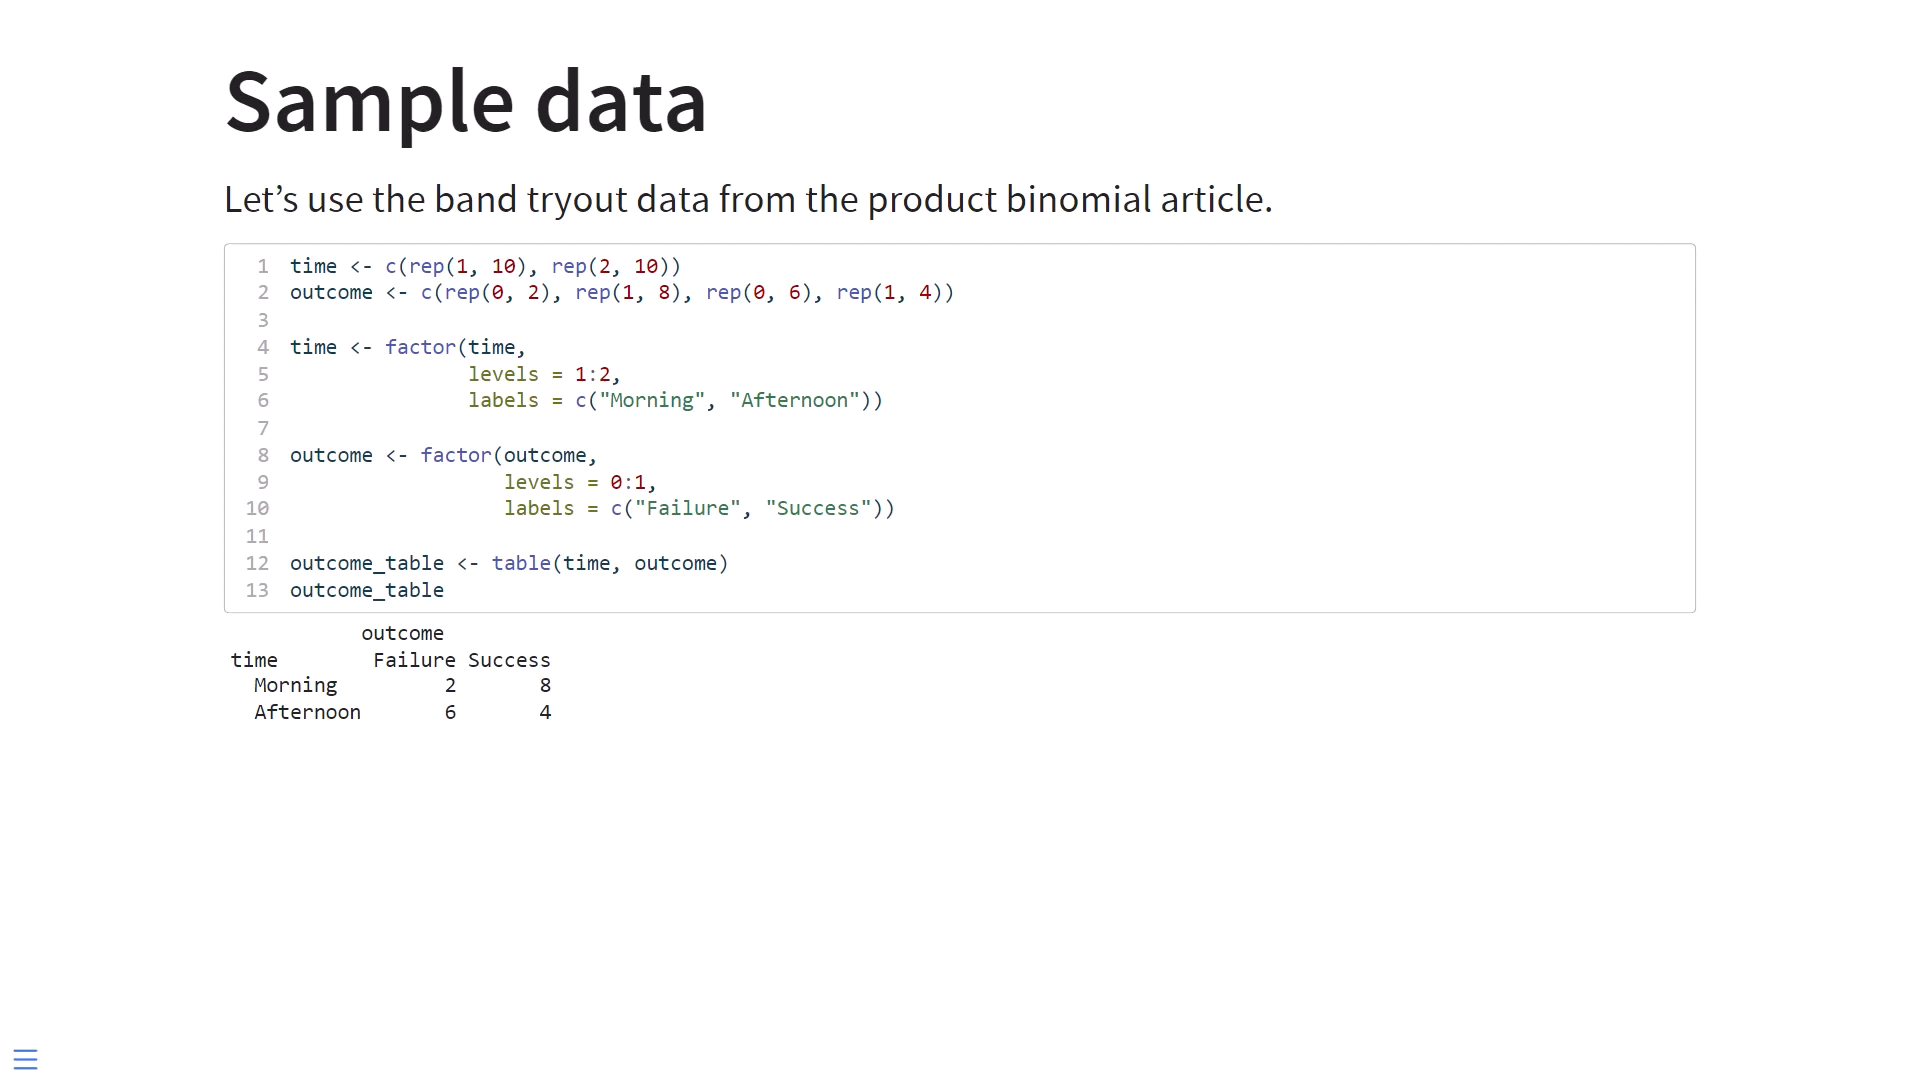 Sample data
Let’s use the band tryout data from the product binomial article.
1 time <- c(rep(1, 10), rep(2, 10))
2 outcome <- c(rep(0, 2), rep(1, 8), rep(0, 6), rep(1, 4))
3
4 time <- factor(time,
5                levels = 1:2,
6                labels = c("Morning", "Afternoon"))
7
8 outcome <- factor(outcome,
9                   levels = 0:1,
10                   labels = c("Failure", "Success"))
11
12 outcome_table <- table(time, outcome)
13 outcome_table
           outcome
time        Failure Success
  Morning         2       8
  Afternoon       6       4